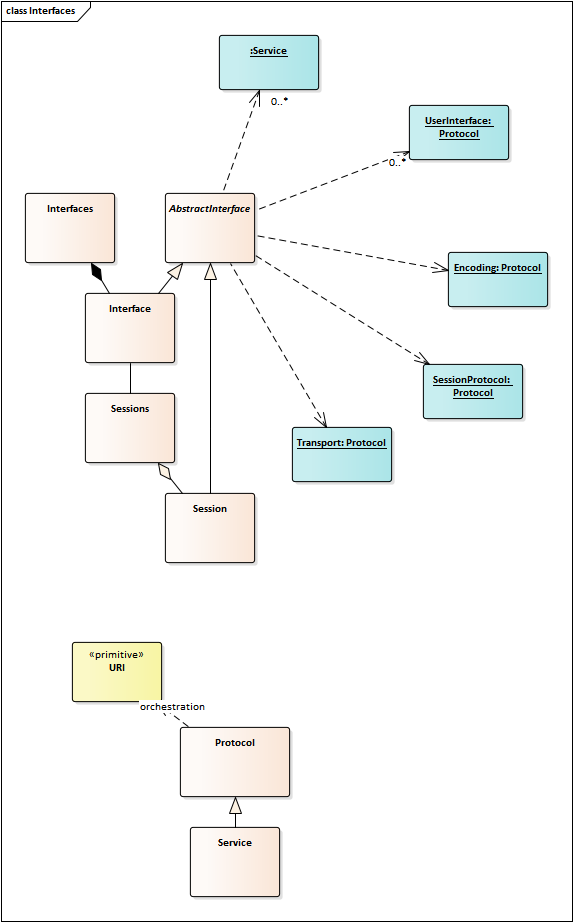 class Interfaces
:Service
0..*
UserInterface:
Protocol
0..*
Interfaces
AbstractInterface
Encoding: Protocol
Interface
SessionProtocol:
Protocol
Sessions
Transport: Protocol
Session
«primitive»
URI
orchestration
Protocol
Service